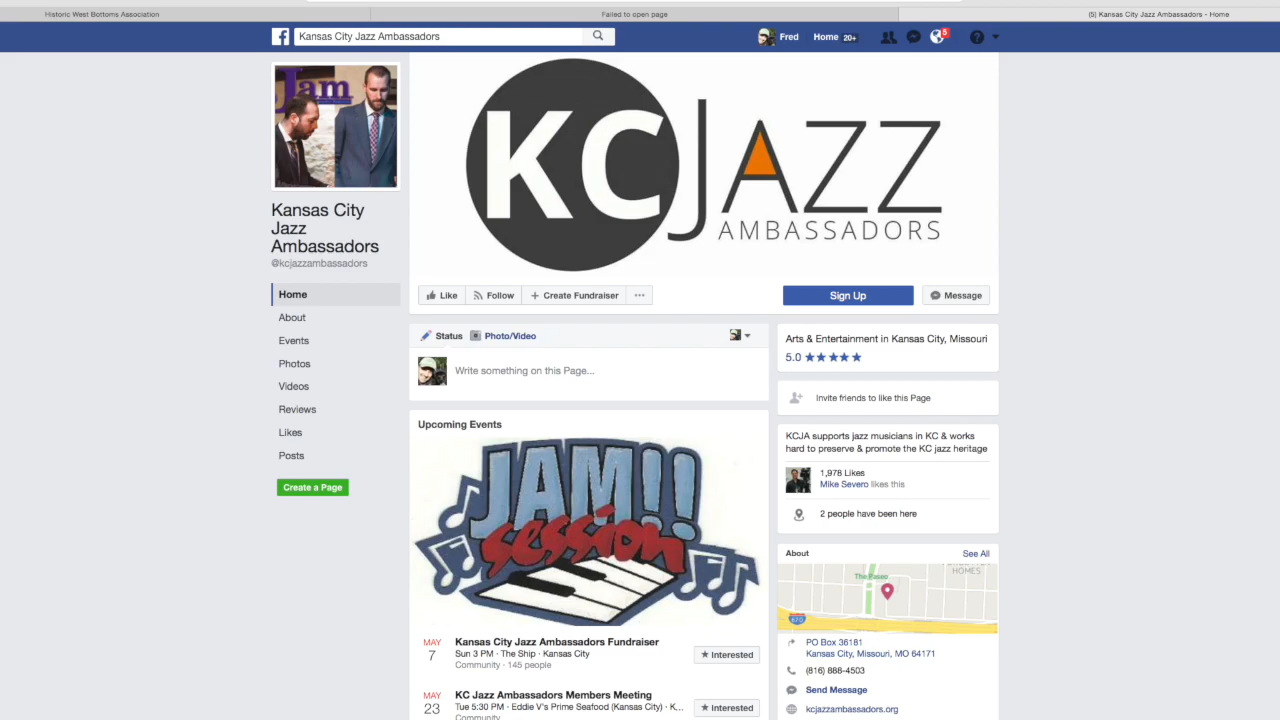 Historic West Bottoms Association
Failed to open page
(5) Kansas City Jazz Ambassadors - Home
Kansas City Jazz Ambassadors
Fred
Home 20+
5
Jam
KCJAZZ
AMBASSADORS
Kansas City
Jazz
Ambassadors
@kcjazzambassadors
Home
About
Events
Photos
Videos
Reviews
Likes
Posts
Create a Page
Like
Follow
+ Create Fundraiser
...
Sign Up
Message
Status
Photo/Video
Write something on this Page...
Upcoming Events
JAM!!
session
MAY
7
Kansas City Jazz Ambassadors Fundraiser
Sun 3 PM · The Ship · Kansas City
Community · 145 people
★ Interested
MAY
23
KC Jazz Ambassadors Members Meeting
Tue 5:30 PM · Eddie V's Prime Seafood (Kansas City) · K...
Community
★ Interested
Arts & Entertainment in Kansas City, Missouri
5.0 ★★★★★
Invite friends to like this Page
KCJA supports jazz musicians in KC & works
hard to preserve & promote the KC jazz heritage
1,978 Likes
Mike Severo likes this
2 people have been here
About
See All
HOMES
The Paseo
670
PO Box 36181
Kansas City, Missouri, MO 64171
(816) 888-4503
Send Message
kcjazzambassadors.org